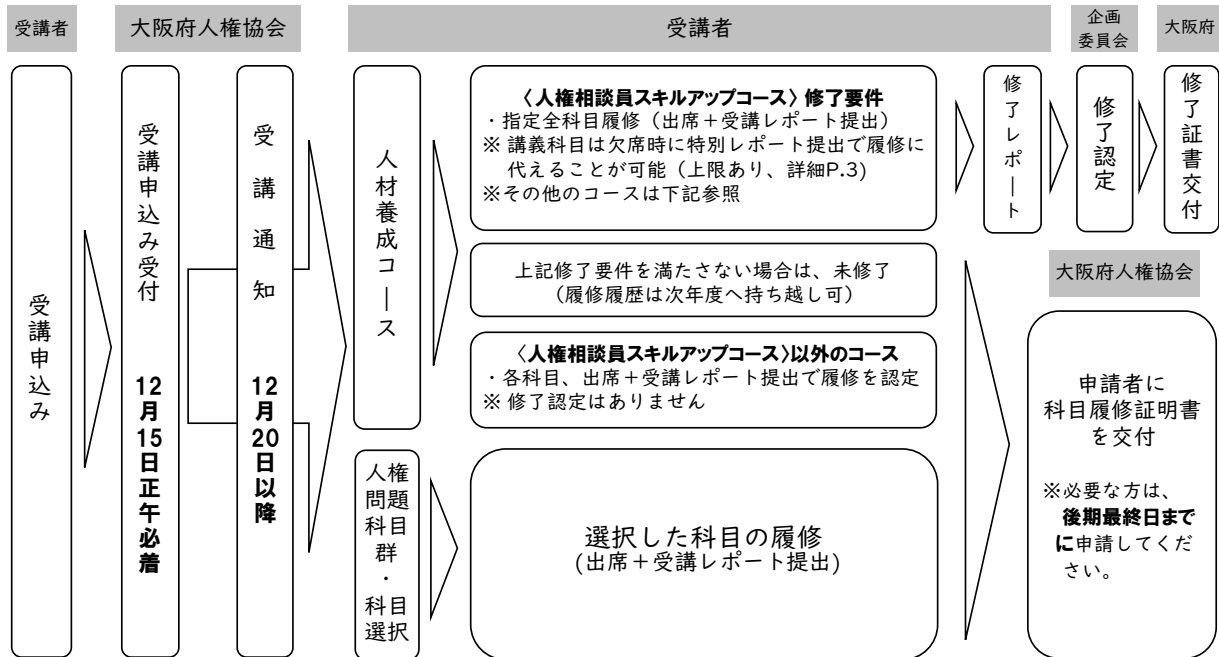 受講者
大阪府人権協会
受講者
企画
委員会
大阪府
受講申込み
受講申込み受付
12月15日正午必着
受講通知
12月20日以降
人材養成コース
〈人権相談員スキルアップコース〉修了要件
・指定全科目履修（出席＋受講レポート提出）
※ 講義科目は欠席時に特別レポート提出で履修に
代えることが可能（上限あり、詳細P.3）
※その他のコースは下記参照
上記修了要件を満たさない場合は、未修了
（履修履歴は次年度へ持ち越し可）
〈人権相談員スキルアップコース〉以外のコース
・各科目、出席＋受講レポート提出で履修を認定
※ 修了認定はありません
修了レポート
修了認定
修了証書交付
人権
問題
科目
群
・
科目
選択
選択した科目の履修
(出席＋受講レポート提出)
大阪府人権協会
申請者に
科目履修証明書
を交付
※必要な方は、
後期最終日まで
に申請してくだ
さい。